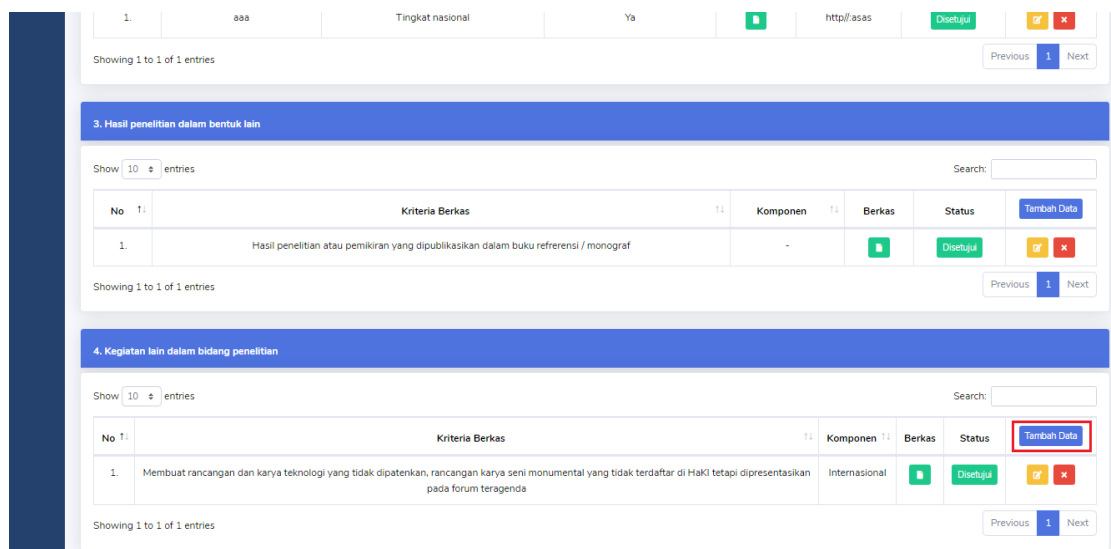 1. aaa Tingkat nasional Ya http//:asas Disetujui
Showing 1 to 1 of 1 entries Previous 1 Next
3. Hasil penelitian dalam bentuk lain
Show 10 entries Search:
No Kriteria Berkas Komponen Berkas Status Tambah Data
1. Hasil penelitian atau pemikiran yang dipublikasikan dalam buku refrerensi / monograf - Disetujui
Showing 1 to 1 of 1 entries Previous 1 Next
4. Kegiatan lain dalam bidang penelitian
Show 10 entries Search:
No Kriteria Berkas Komponen Berkas Status Tambah Data
1. Membuat rancangan dan karya teknologi yang tidak dipatenkan, rancangan karya seni monumental yang tidak terdaftar di HaKI tetapi dipresentasikan Internasional Disetujui
pada forum teragenda
Showing 1 to 1 of 1 entries Previous 1 Next